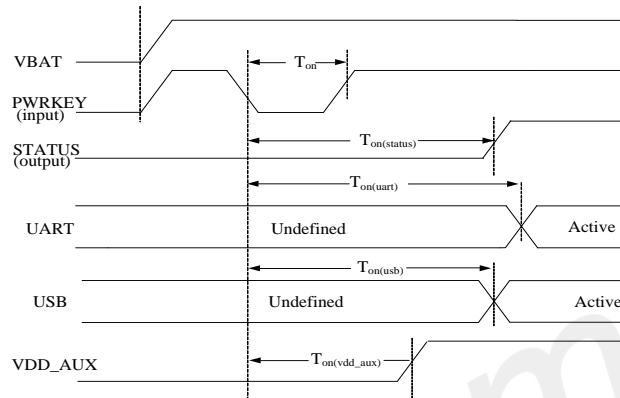 VBAT
Ton
PWRKEY
(input)
STATUS
(output)
Ton(status)
Ton(uart)
UART
Undefined
Active
Ton(usb)
USB
Undefined
Active
VDD_AUX
Ton(vdd_aux)